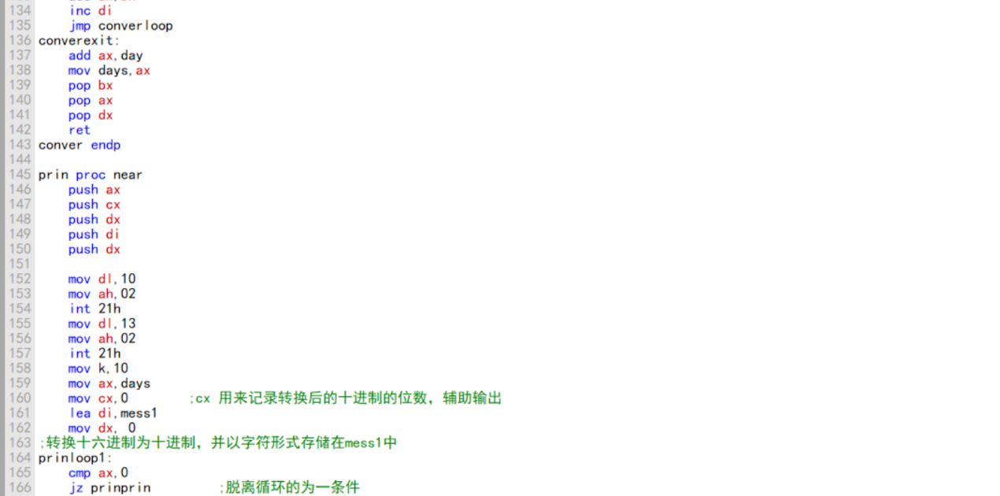 134 inc di
135 jmp converloop
136 converexit:
137 add ax,day
138 mov days,ax
139 pop bx
140 pop ax
141 pop dx
142 ret
143 conver endp
144
145 prin proc near
146 push ax
147 push cx
148 push dx
149 push di
150 push dx
151
152 mov dl,10
153 mov ah,02
154 int 21h
155 mov dl,13
156 mov ah,02
157 int 21h
158 mov k,10
159 mov ax,days
160 mov cx,0 ;cx 用来记录转换后的十进制的位数，辅助输出
161 lea di,mess1
162 mov dx, 0
163 ;转换十六进制为十进制，并以字符形式存储在mess1中
164 prinloop1:
165 cmp ax,0
166 jz prinprin ;脱离循环的为一条件